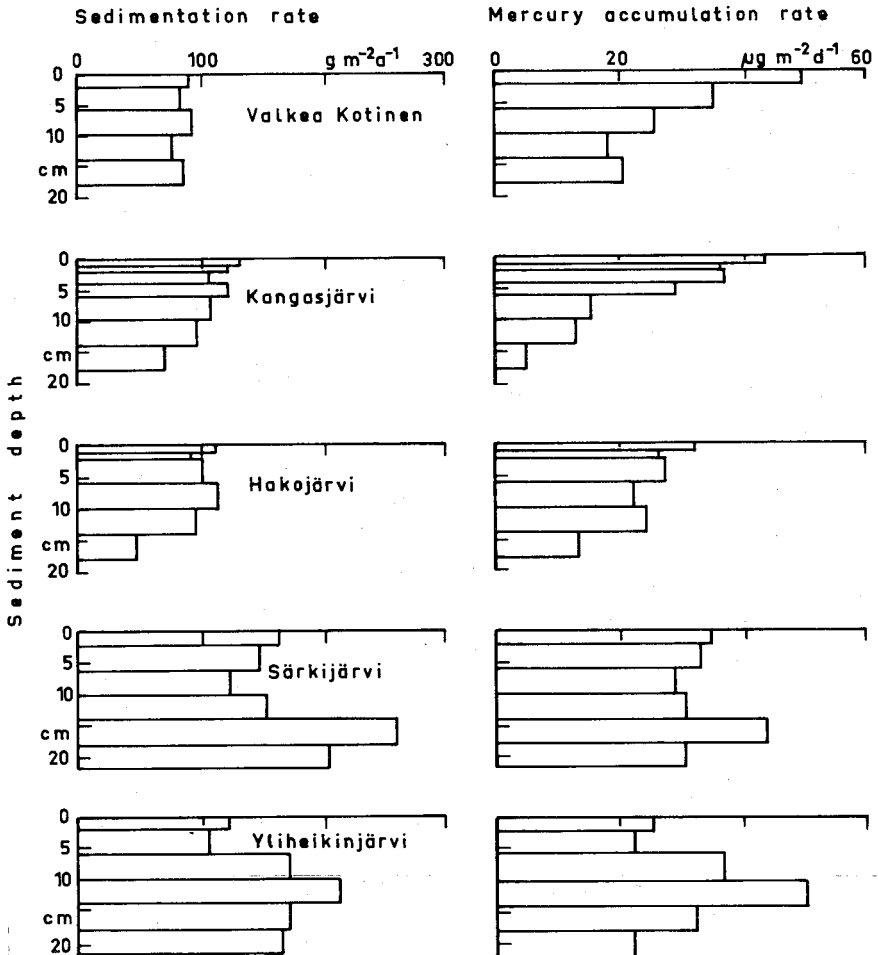 Sedimentation rate
Mercury accumulation rate
0 100 g m⁻²a⁻¹ 300
0 20 µg m⁻²d⁻¹ 60
Sediment depth
0
5
10
cm
20
Valkea Kotinen
0
5
10
cm
20
Kangasjärvi
0
5
10
cm
20
Hakojärvi
0
5
10
cm
20
Särkijärvi
0
5
10
cm
20
Yliheikinjärvi